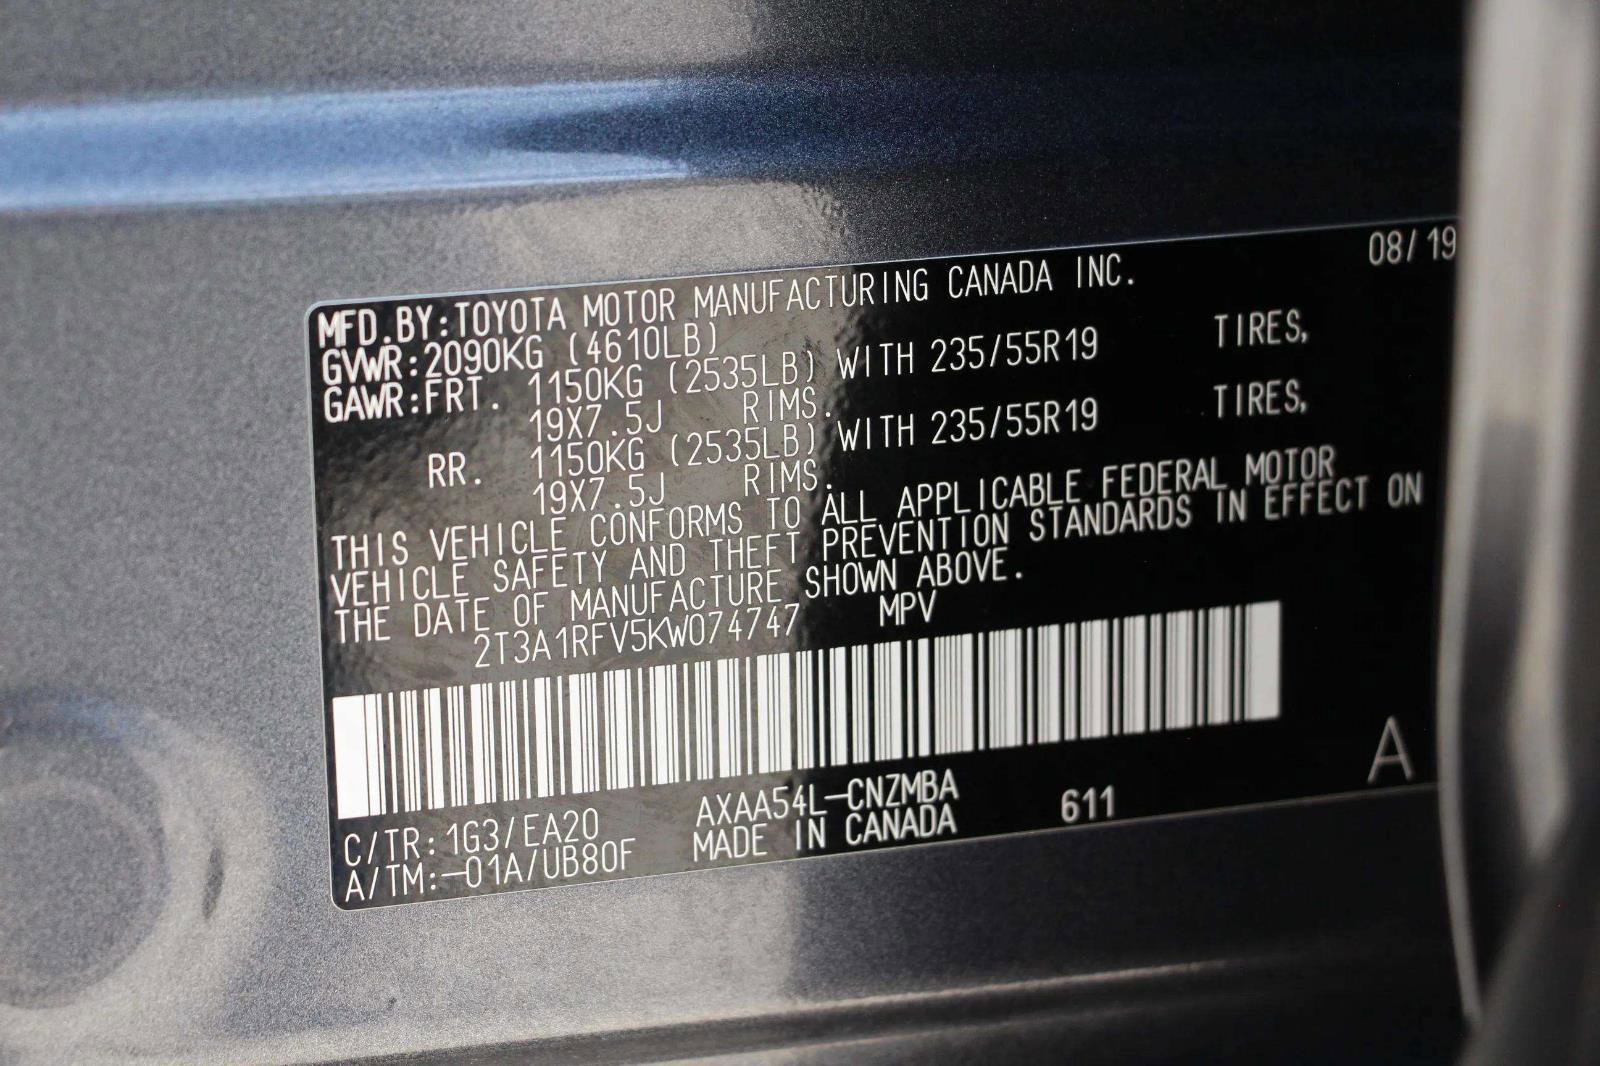 08/19
MFD.BY:TOYOTA MOTOR MANUFACTURING CANADA INC.
GVWR:2090KG (4610LB)
GAWR:FRT. 1150KG (2535LB) WITH 235/55R19 TIRES,
19X7.5J RIMS.
RR. 1150KG (2535LB) WITH 235/55R19 TIRES,
19X7.5J RIMS.
THIS VEHICLE CONFORMS TO ALL APPLICABLE FEDERAL MOTOR
VEHICLE SAFETY AND THEFT PREVENTION STANDARDS IN EFFECT ON
THE DATE OF MANUFACTURE SHOWN ABOVE.
2T3A1RFV5KW074747 MPV
C/TR:1G3/EA20 AXAA54L-CNZMBA 611 A
A/TM:-01A/UB80F MADE IN CANADA